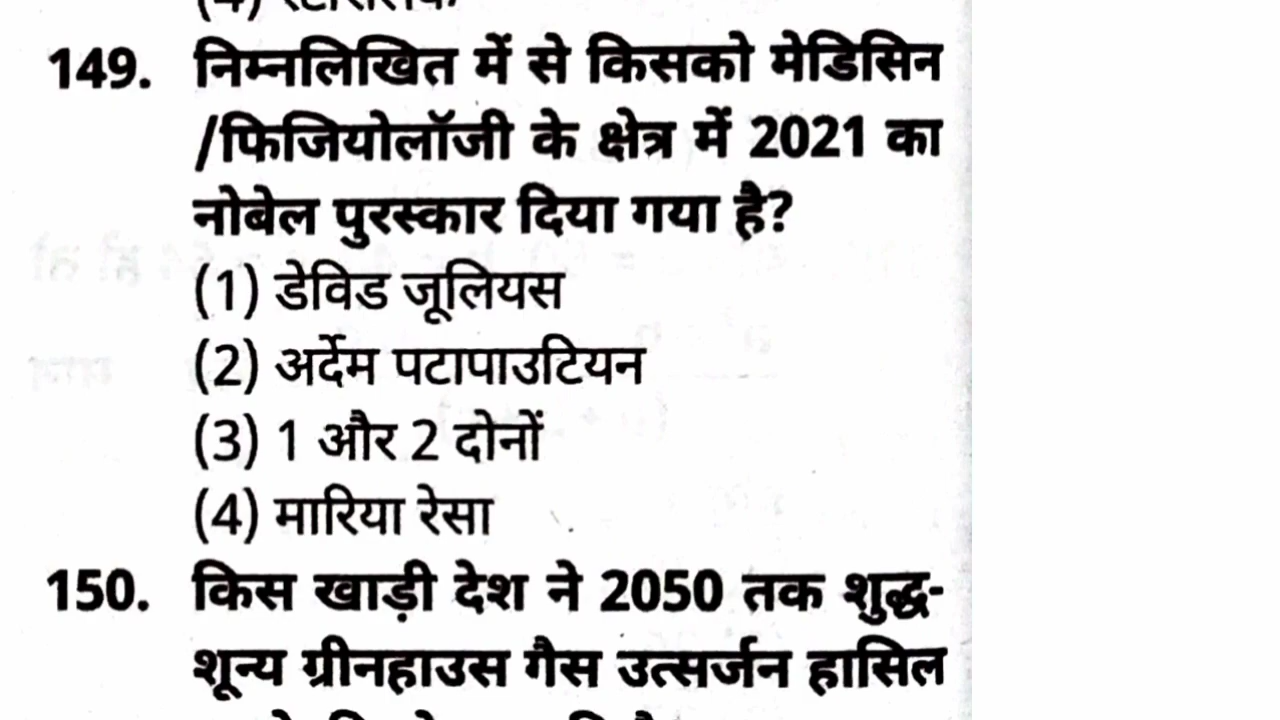 149. निम्नलिखित में से किसको मेडिसिन
/फिजियोलॉजी के क्षेत्र में 2021 का
नोबेल पुरस्कार दिया गया है?
(1) डेविड जूलियस
(2) अर्देम पटापाउटियन
(3) 1 और 2 दोनों
(4) मारिया रेसा
150. किस खाड़ी देश ने 2050 तक शुद्ध-
शून्य ग्रीनहाउस गैस उत्सर्जन हासिल